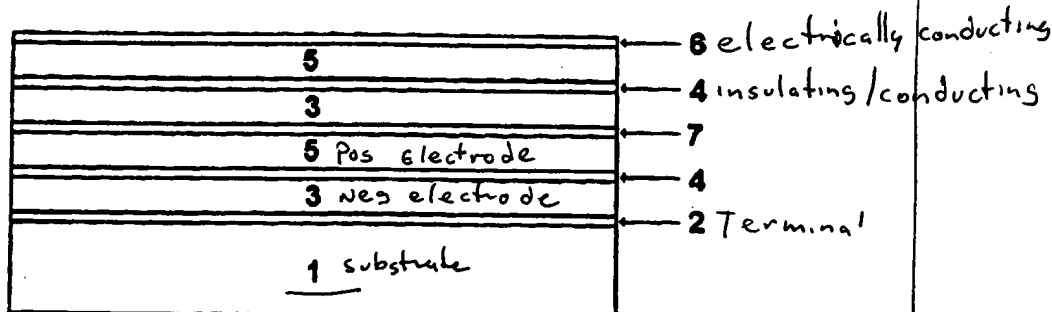 6 electrically conducting
5
4 insulating/conducting
3
7
5 Pos Electrode
4
3 Neg electrode
2 Terminal
1 substrate